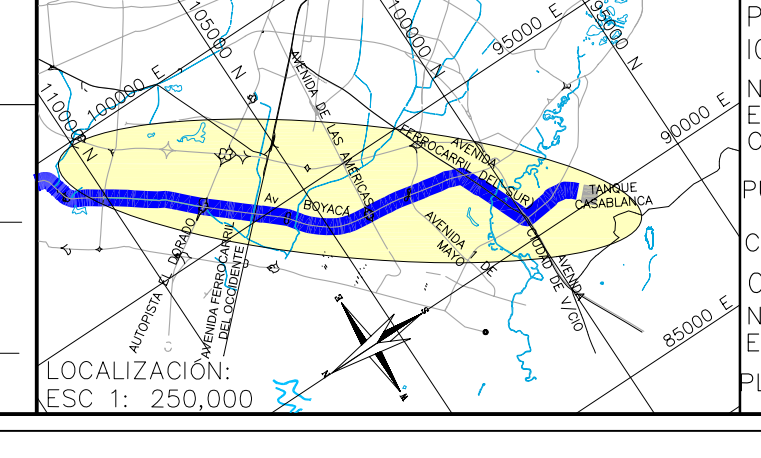 105000 N
100000 N
95000 N
95000 E
110000 N
100000 E
90000 E
AVENIDA DE LAS AMERICAS
AVENIDA
FERROCARRIL DEL SUR
TANQUE
CASABLANCA
Av BOYACÁ
AVENIDA 1 DE
MAYO
AUTOPISTA EL DORADO
AVENIDA FERROCARRIL
DEL OCCIDENTE
AVENIDA
CIUDAD DE V/CIO
85000 E
LOCALIZACIÓN:
ESC 1: 250,000
E
S
N
W